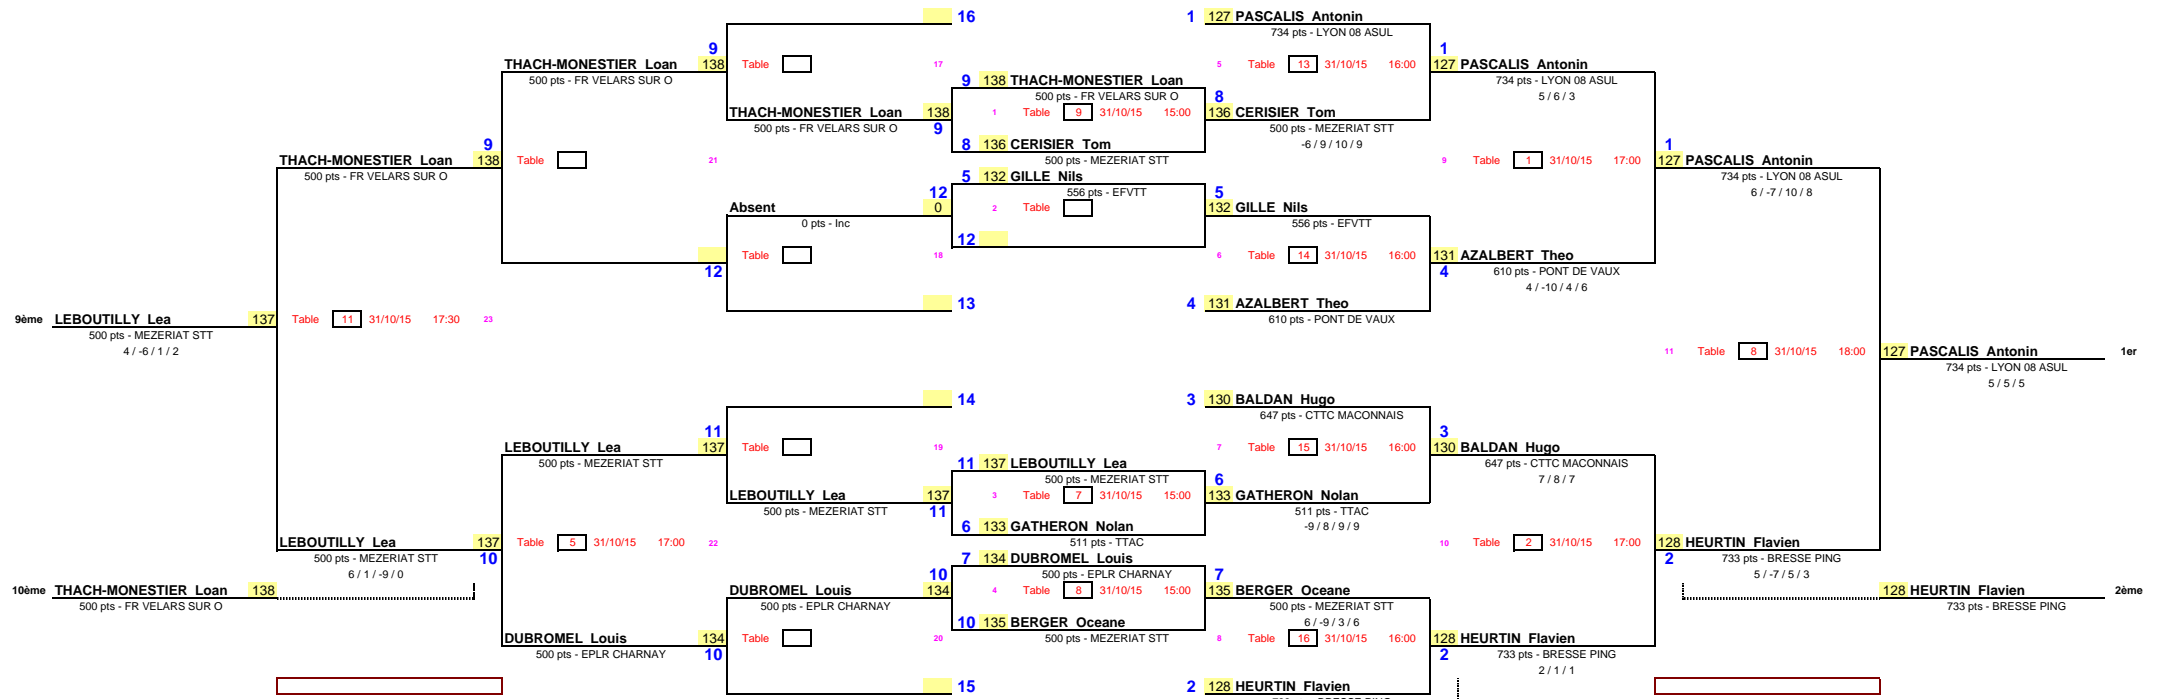 16 1 127 PASCALIS Antonin
734 pts - LYON 08 ASUL
9 1
THACH-MONESTIER Loan 138 Table 17 5 Table 13 31/10/15 16:00 127 PASCALIS Antonin
500 pts - FR VELARS SUR O 9 138 THACH-MONESTIER Loan 734 pts - LYON 08 ASUL
500 pts - FR VELARS SUR O 8 5 / 6 / 3
THACH-MONESTIER Loan 138 1 Table 9 31/10/15 15:00 136 CERISIER Tom
500 pts - FR VELARS SUR O 9 500 pts - MEZERIAT STT
9 8 136 CERISIER Tom -6 / 9 / 10 / 9 1
THACH-MONESTIER Loan 138 Table 21 500 pts - MEZERIAT STT 9 Table 1 31/10/15 17:00 127 PASCALIS Antonin
500 pts - FR VELARS SUR O 5 132 GILLE Nils 734 pts - LYON 08 ASUL
12 556 pts - EFVTT 5 6 / -7 / 10 / 8
Absent 0 2 Table 132 GILLE Nils
0 pts - Inc 556 pts - EFVTT
12
Table 18 6 Table 14 31/10/15 16:00 131 AZALBERT Theo
12 4 610 pts - PONT DE VAUX
4 / -10 / 4 / 6
13 4 131 AZALBERT Theo
9ème LEBOUTILLY Lea 137 Table 11 31/10/15 17:30 23 610 pts - PONT DE VAUX
500 pts - MEZERIAT STT
4 / -6 / 1 / 2 11 Table 8 31/10/15 18:00 127 PASCALIS Antonin 1er
734 pts - LYON 08 ASUL
5 / 5 / 5
14 3 130 BALDAN Hugo
647 pts - CTTC MACONNAIS
11 3
LEBOUTILLY Lea 137 Table 19 7 Table 15 31/10/15 16:00 130 BALDAN Hugo
500 pts - MEZERIAT STT 11 137 LEBOUTILLY Lea 647 pts - CTTC MACONNAIS
500 pts - MEZERIAT STT 6 7 / 8 / 7
LEBOUTILLY Lea 137 3 Table 7 31/10/15 15:00 133 GATHERON Nolan
500 pts - MEZERIAT STT 11 511 pts - TTAC
6 133 GATHERON Nolan -9 / 8 / 9 / 9
LEBOUTILLY Lea 137 Table 5 31/10/15 17:00 22 511 pts - TTAC 10 Table 2 31/10/15 17:00 128 HEURTIN Flavien
500 pts - MEZERIAT STT 10 7 134 DUBROMEL Louis 2 733 pts - BRESSE PING
6 / 1 / -9 / 0 10 500 pts - EPLR CHARNAY 7 5 / -7 / 5 / 3
10ème THACH-MONESTIER Loan 138 DUBROMEL Louis 134 4 Table 8 31/10/15 15:00 135 BERGER Oceane 128 HEURTIN Flavien 2ème
500 pts - FR VELARS SUR O 500 pts - EPLR CHARNAY 500 pts - MEZERIAT STT 733 pts - BRESSE PING
10 135 BERGER Oceane 6 / -9 / 3 / 6
DUBROMEL Louis 134 Table 20 500 pts - MEZERIAT STT 8 Table 16 31/10/15 16:00 128 HEURTIN Flavien
500 pts - EPLR CHARNAY 10 2 733 pts - BRESSE PING
2 / 1 / 1
15 2 128 HEURTIN Flavien